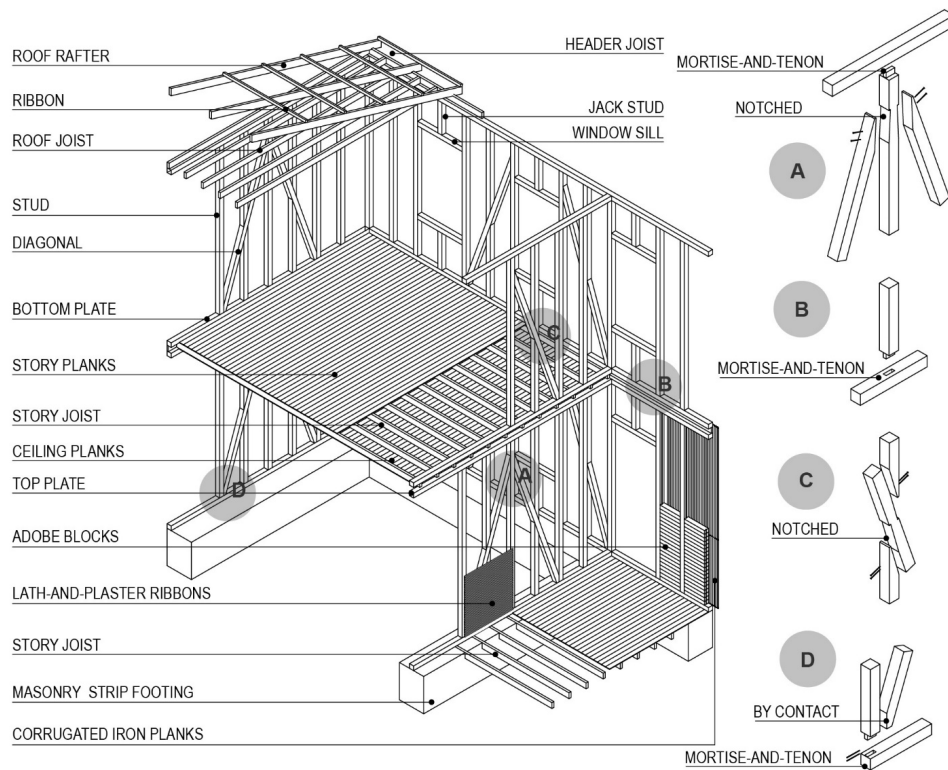 ROOF RAFTER
RIBBON
ROOF JOIST
STUD
DIAGONAL
BOTTOM PLATE
STORY PLANKS
STORY JOIST
CEILING PLANKS
TOP PLATE
ADOBE BLOCKS
LATH-AND-PLASTER RIBBONS
STORY JOIST
MASONRY STRIP FOOTING
CORRUGATED IRON PLANKS
HEADER JOIST
JACK STUD
WINDOW SILL
C
B
A
D
MORTISE-AND-TENON
NOTCHED
A
B
MORTISE-AND-TENON
C
NOTCHED
D
BY CONTACT
MORTISE-AND-TENON